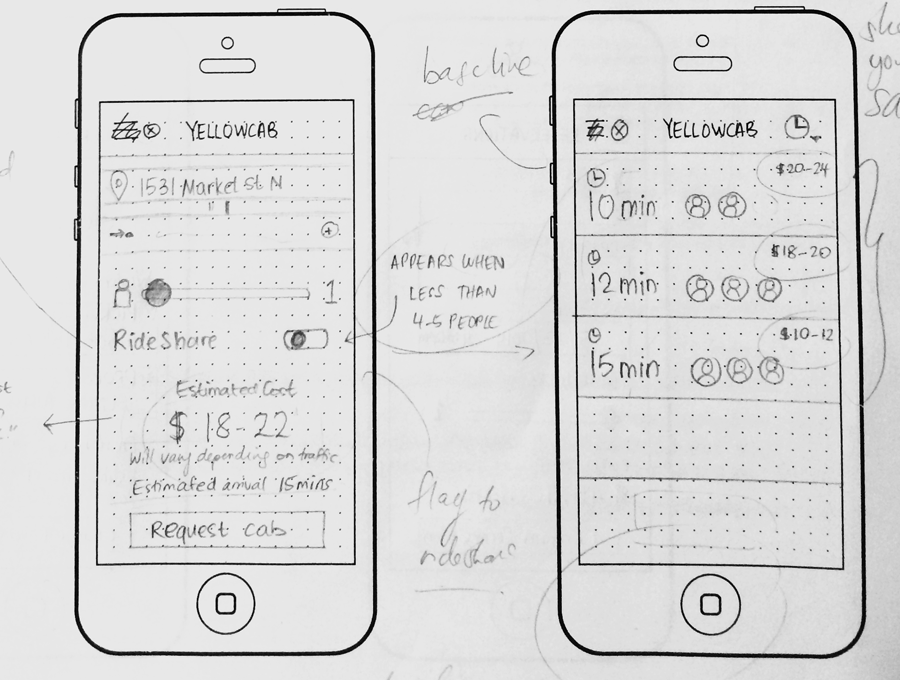 YELLOWCAB
1531 Market St N
" 1
1
RideShare
Estimated Cost
$ 18-22
Will vary depending on traffic.
Estimated arrival 15mins
Request cab
baseline
APPEARS WHEN
LESS THAN
4-5 PEOPLE
flag to
rideshare
YELLOWCAB
$20-24
10 min
$18-20
12 min
$10-12
15 min